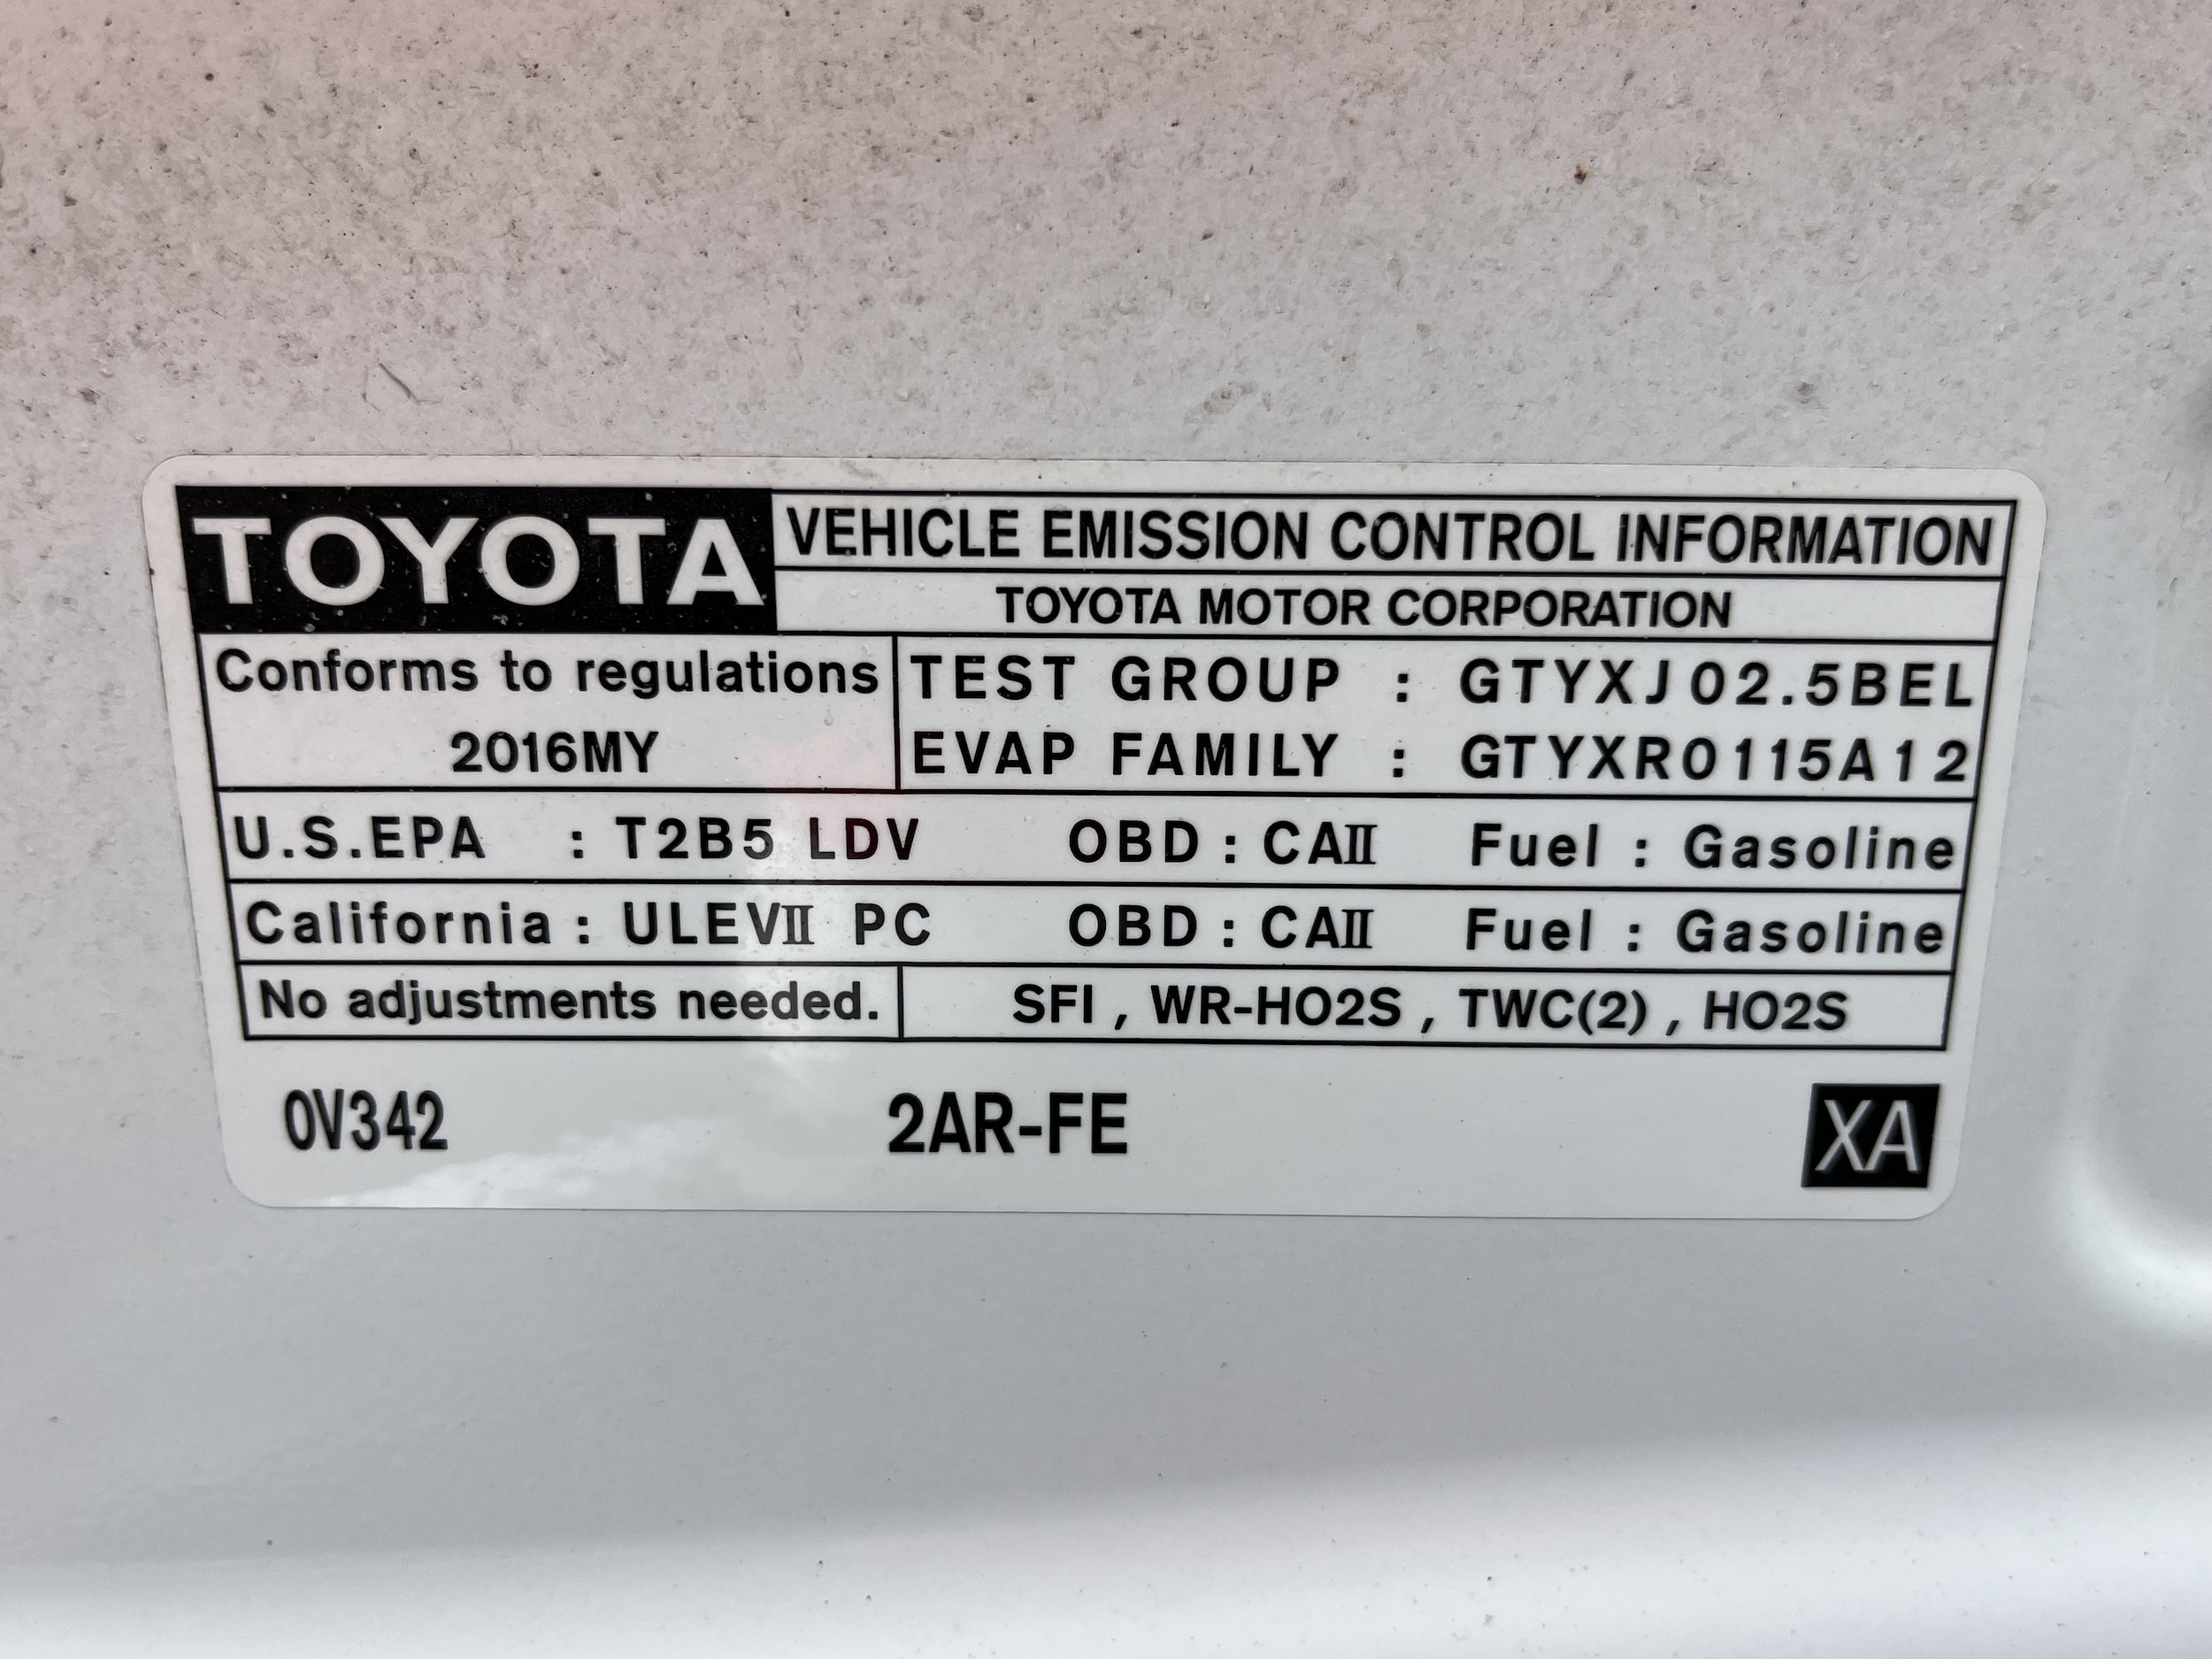 TOYOTA VEHICLE EMISSION CONTROL INFORMATION
TOYOTA MOTOR CORPORATION
Conforms to regulations
2016MY
TEST GROUP : GTYXJ02.5BEL
EVAP FAMILY : GTYXR0115A12
U.S.EPA : T2B5 LDV OBD : CAⅡ Fuel : Gasoline
California : ULEVⅡ PC OBD : CAⅡ Fuel : Gasoline
No adjustments needed. SFI , WR-HO2S , TWC(2) , HO2S
0V342 2AR-FE XA